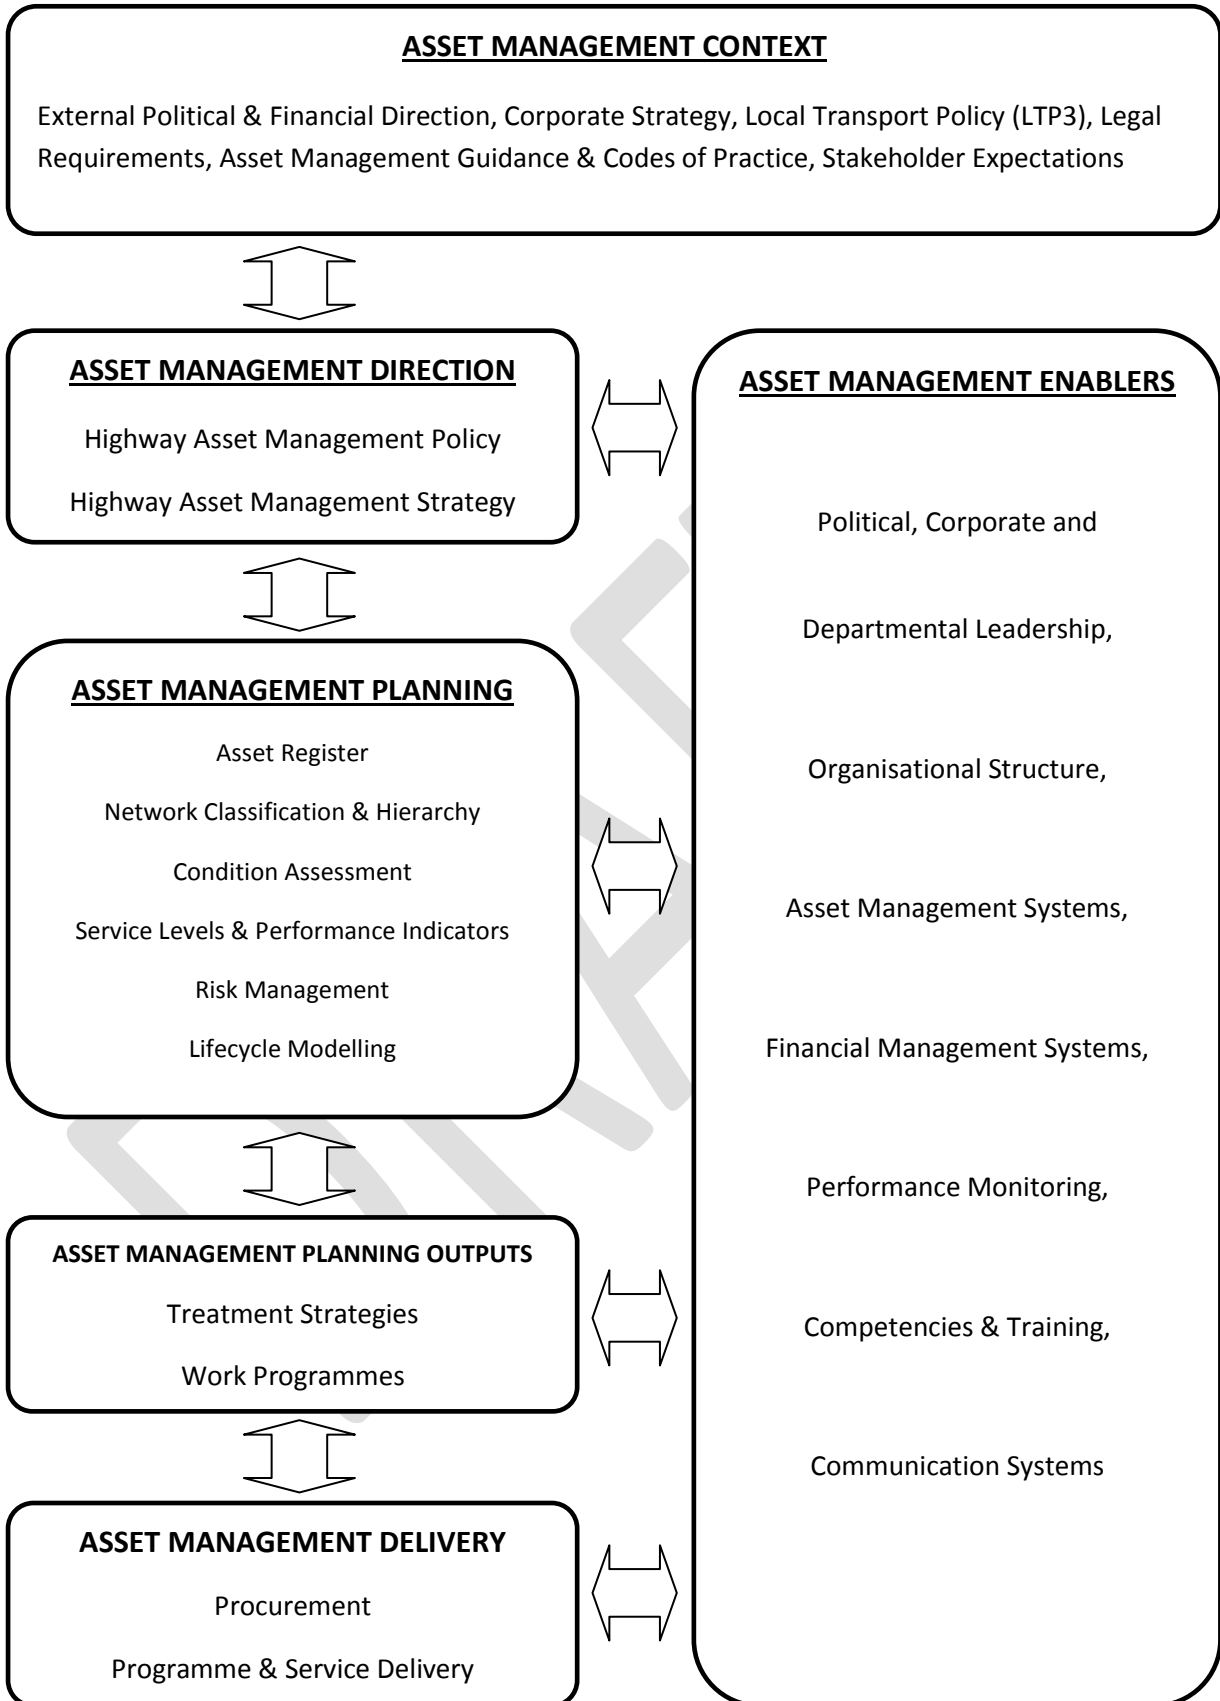 ASSET MANAGEMENT CONTEXT
External Political & Financial Direction, Corporate Strategy, Local Transport Policy (LTP3), Legal
Requirements, Asset Management Guidance & Codes of Practice, Stakeholder Expectations
ASSET MANAGEMENT DIRECTION
Highway Asset Management Policy
Highway Asset Management Strategy
ASSET MANAGEMENT PLANNING
Asset Register
Network Classification & Hierarchy
Condition Assessment
Service Levels & Performance Indicators
Risk Management
Lifecycle Modelling
ASSET MANAGEMENT PLANNING OUTPUTS
Treatment Strategies
Work Programmes
ASSET MANAGEMENT DELIVERY
Procurement
Programme & Service Delivery
ASSET MANAGEMENT ENABLERS
Political, Corporate and
Departmental Leadership,
Organisational Structure,
Asset Management Systems,
Financial Management Systems,
Performance Monitoring,
Competencies & Training,
Communication Systems